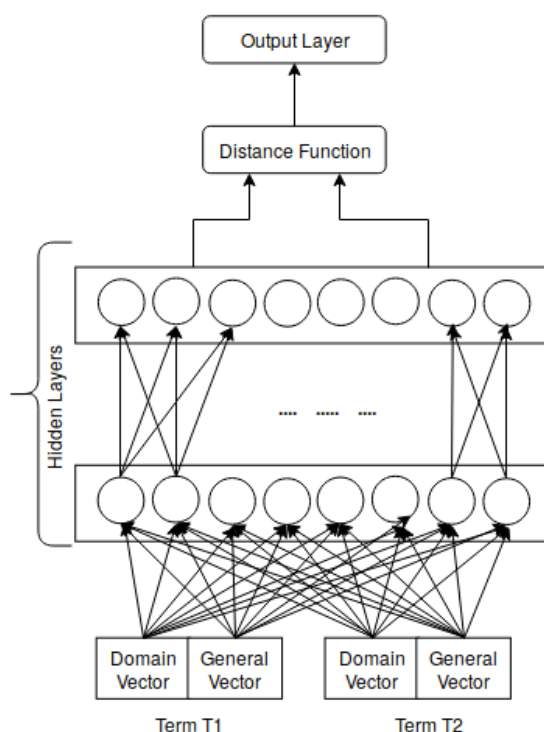 Output Layer
Distance Function
Hidden Layers
.... ..... ....
Domain Vector
General Vector
Domain Vector
General Vector
Term T1
Term T2